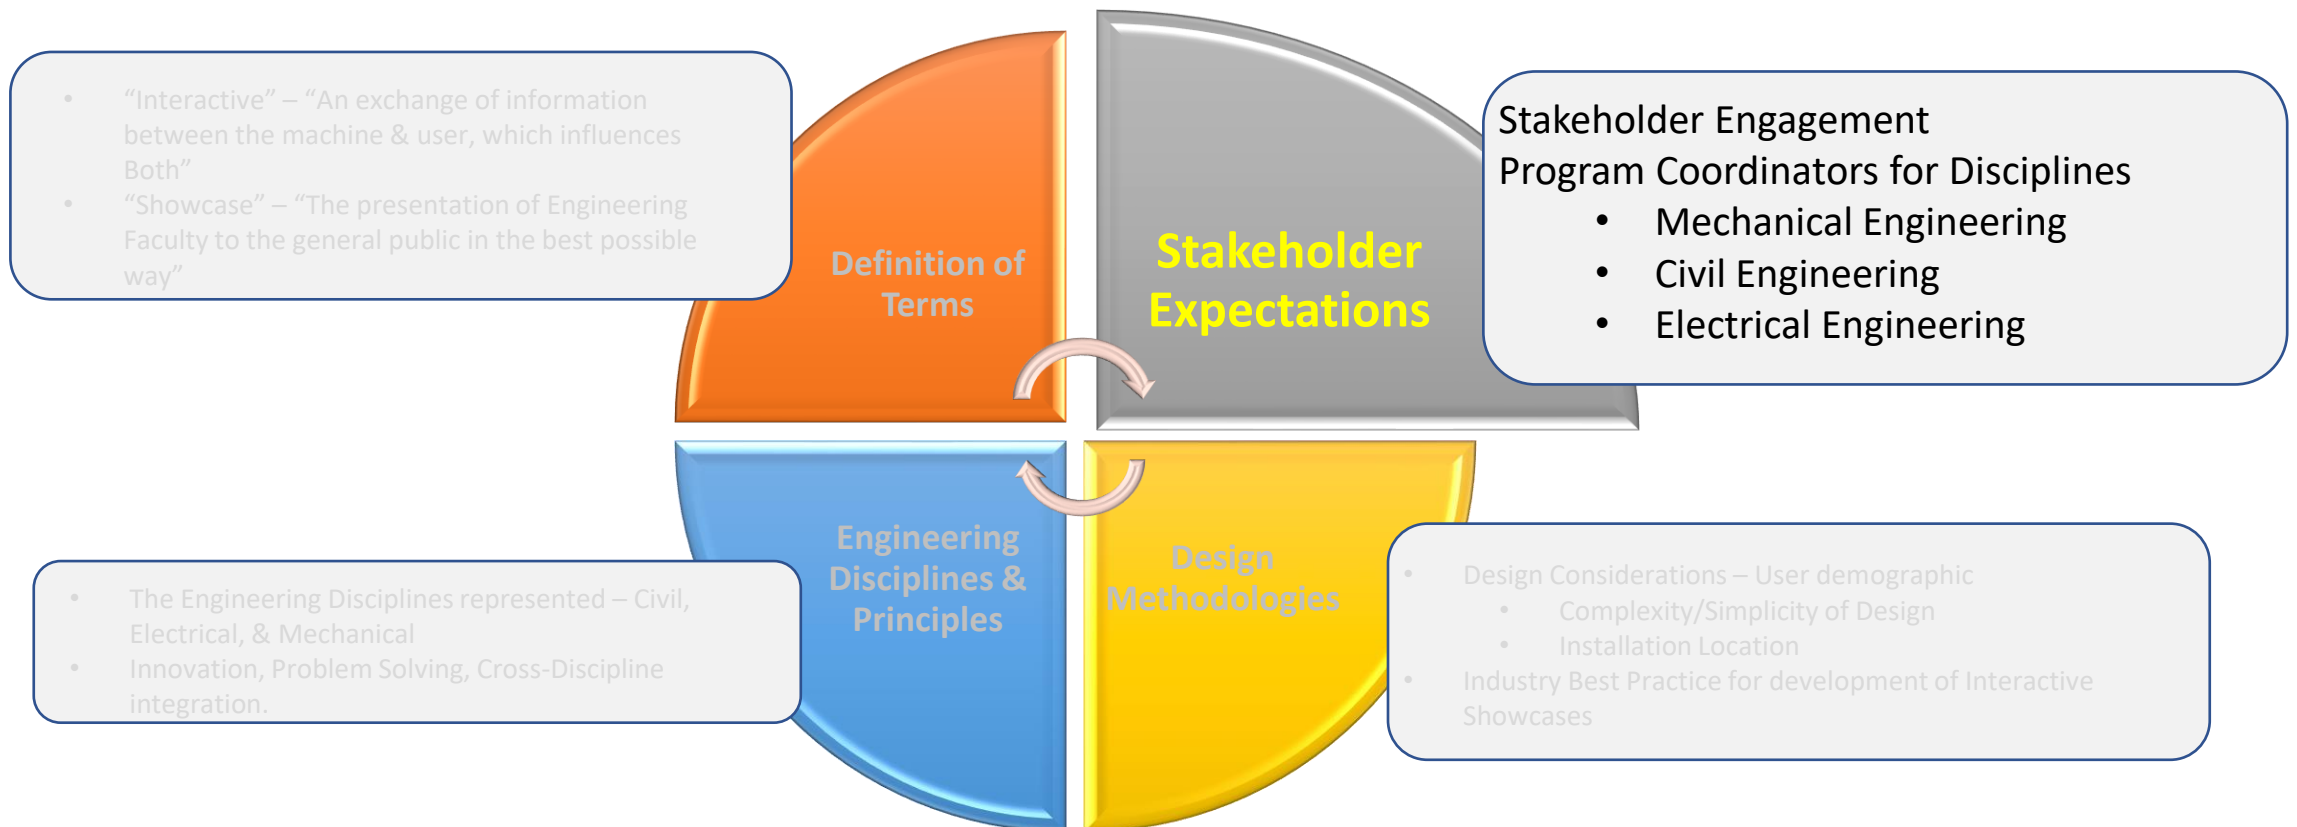 • “Interactive” – “An exchange of information
between the machine & user, which influences
Both”
• “Showcase” – “The presentation of Engineering
Faculty to the general public in the best possible
way”
Definition of
Terms
Stakeholder
Expectations
Stakeholder Engagement
Program Coordinators for Disciplines
• Mechanical Engineering
• Civil Engineering
• Electrical Engineering
• The Engineering Disciplines represented – Civil,
Electrical, & Mechanical
• Innovation, Problem Solving, Cross-Discipline
integration.
Engineering
Disciplines &
Principles
Design
Methodologies
• Design Considerations – User demographic
• Complexity/Simplicity of Design
• Installation Location
• Industry Best Practice for development of Interactive
Showcases